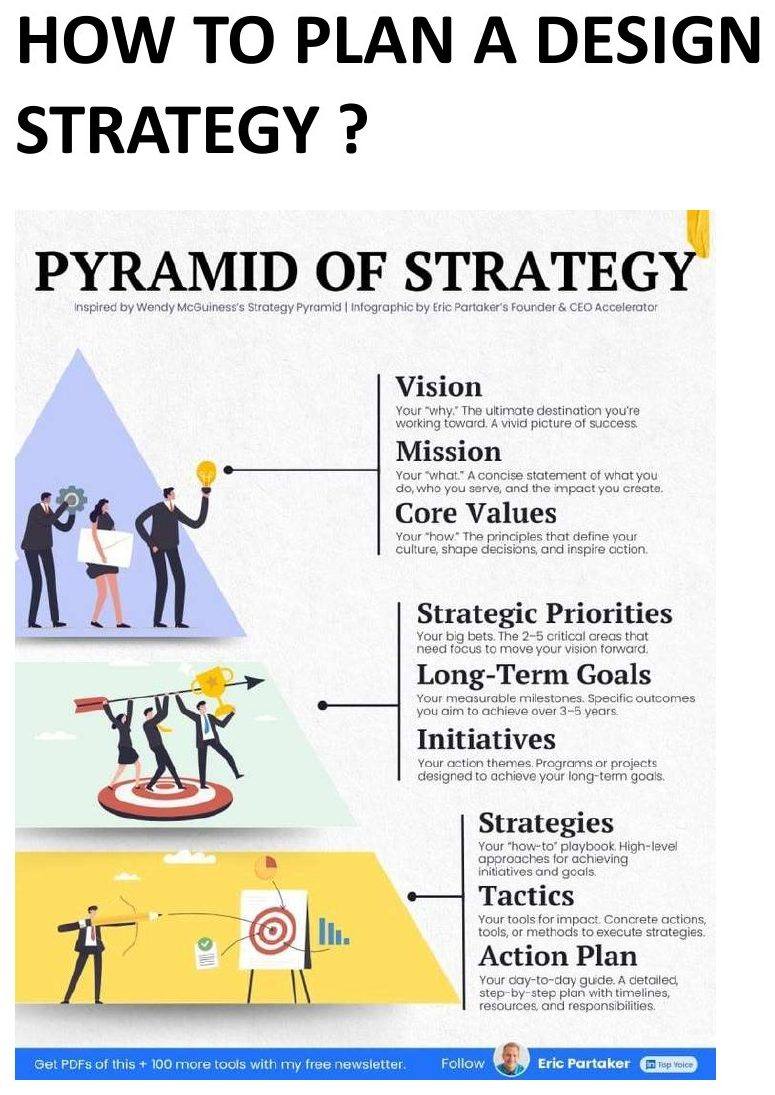 HOW TO PLAN A DESIGN
STRATEGY ?
PYRAMID OF STRATEGY
Inspired by Wendy McGuiness's Strategy Pyramid | Infographic by Eric Partaker's Founder & CEO Accelerator
Vision
Your "why." The ultimate destination you're
working toward. A vivid picture of success.
Mission
Your "what." A concise statement of what you
do, who you serve, and the impact you create.
Core Values
Your "how." The principles that define your
culture, shape decisions, and inspire action.
Strategic Priorities
Your big bets. The 2–5 critical areas that
need focus to move your vision forward.
Long-Term Goals
Your measurable milestones. Specific outcomes
you aim to achieve over 3–5 years.
Initiatives
Your action themes. Programs or projects
designed to achieve your long-term goals.
Strategies
Your "how-to" playbook. High-level
approaches for achieving
initiatives and goals.
Tactics
Your tools for impact. Concrete actions,
tools, or methods to execute strategies.
Action Plan
Your day-to-day guide. A detailed,
step-by-step plan with timelines,
resources, and responsibilities.
Get PDFs of this + 100 more tools with my free newsletter.
Follow Eric Partaker in Top Voice